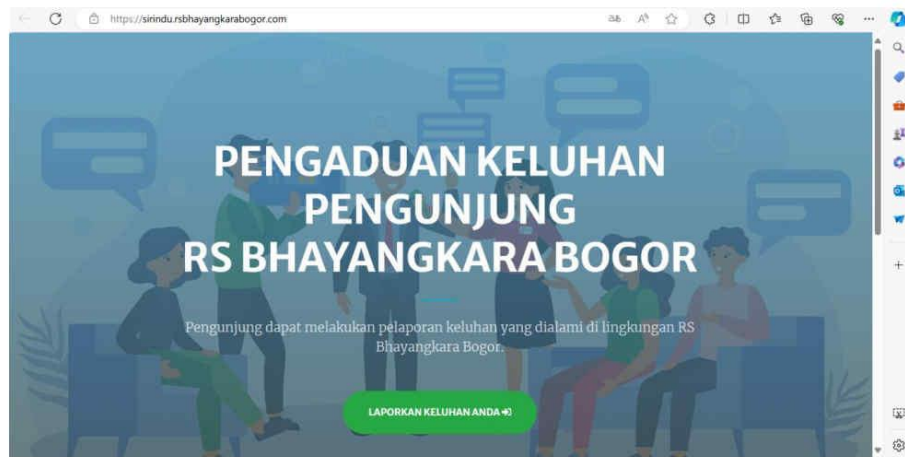 https://sirindu.rsbhayangkarabogor.com
PENGADUAN KELUHAN
PENGUNJUNG
RS BHAYANGKARA BOGOR
Pengunjung dapat melakukan pelaporan keluhan yang dialami di lingkungan RS
Bhayangkara Bogor.
LAPORKAN KELUHAN ANDA